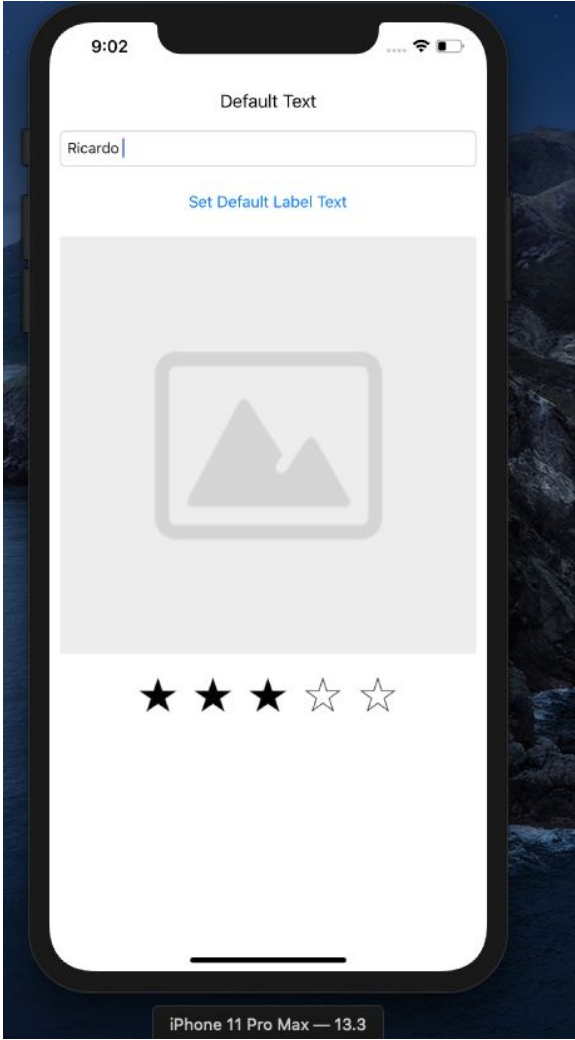 9:02
Default Text
Ricardo
Set Default Label Text
iPhone 11 Pro Max — 13.3